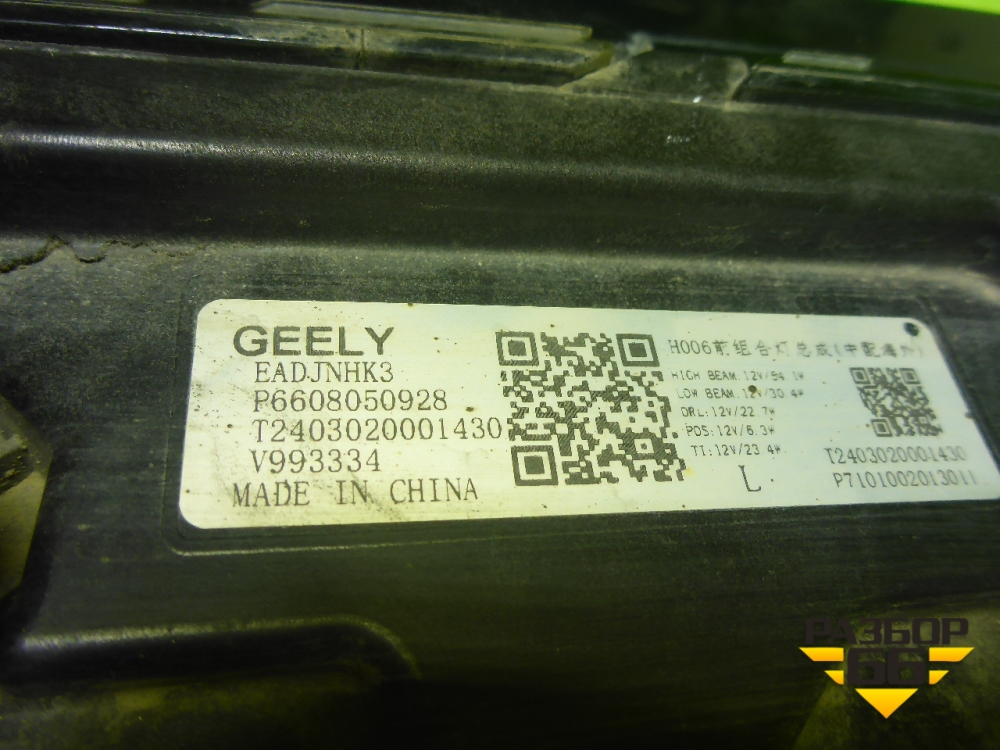 GEELY
EADJNHK3
P6608050928
T2403020001430
V993334
MADE IN CHINA
H006前组合灯总成(中配海外)
HIGH BEAM:12V/54.1W
LOW BEAM:12V/30.4W
DRL:12V/22.7W
POS:12V/6.3W
TI:12V/23.4W
L
T2403020001430
P7101002013011
РАЗБОР
66